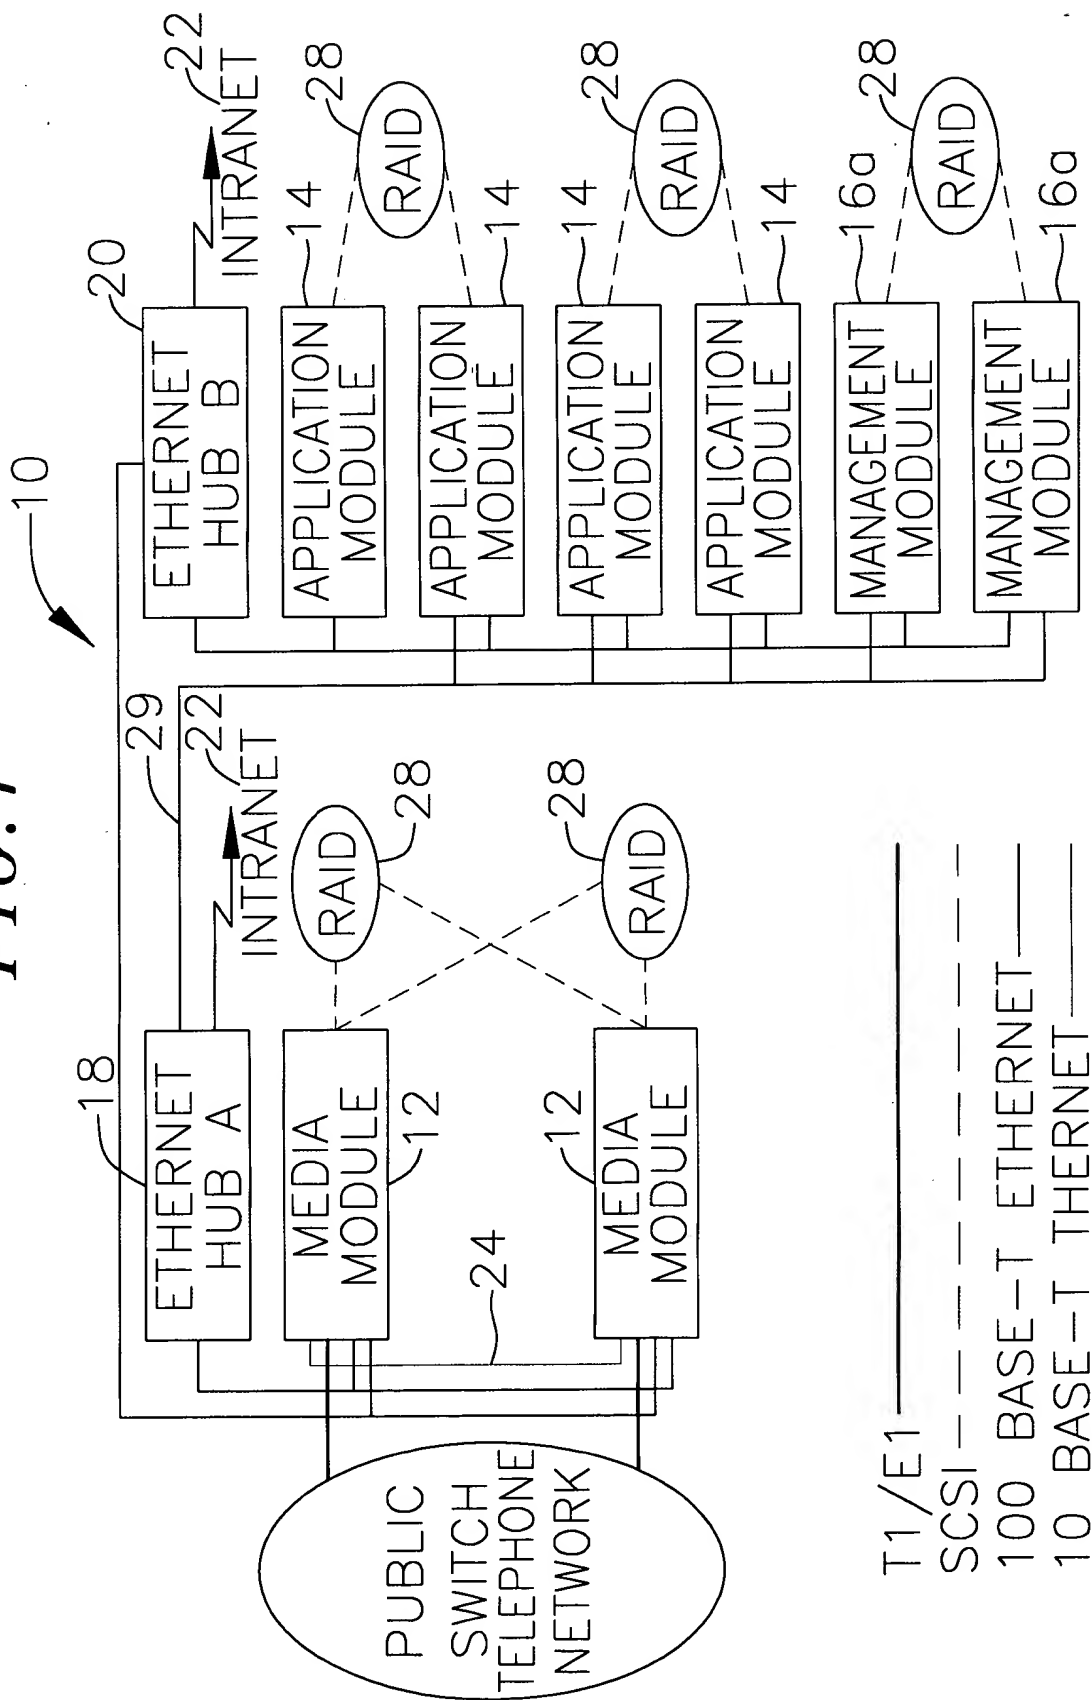 FIG. 1
10
20
22
ETHERNET
HUB B
INTRANET
14
28
APPLICATION
MODULE
RAID
14
APPLICATION
MODULE
14
28
APPLICATION
MODULE
RAID
14
APPLICATION
MODULE
16a
28
MANAGEMENT
MODULE
RAID
16a
MANAGEMENT
MODULE
18
29
22
ETHERNET
HUB A
INTRANET
MEDIA
MODULE
12
RAID
28
12
MEDIA
MODULE
28
RAID
24
PUBLIC
SWITCH
TELEPHONE
NETWORK
T1/E1
SCSI
100 BASE-T ETHERNET
10 BASE-T THERNET